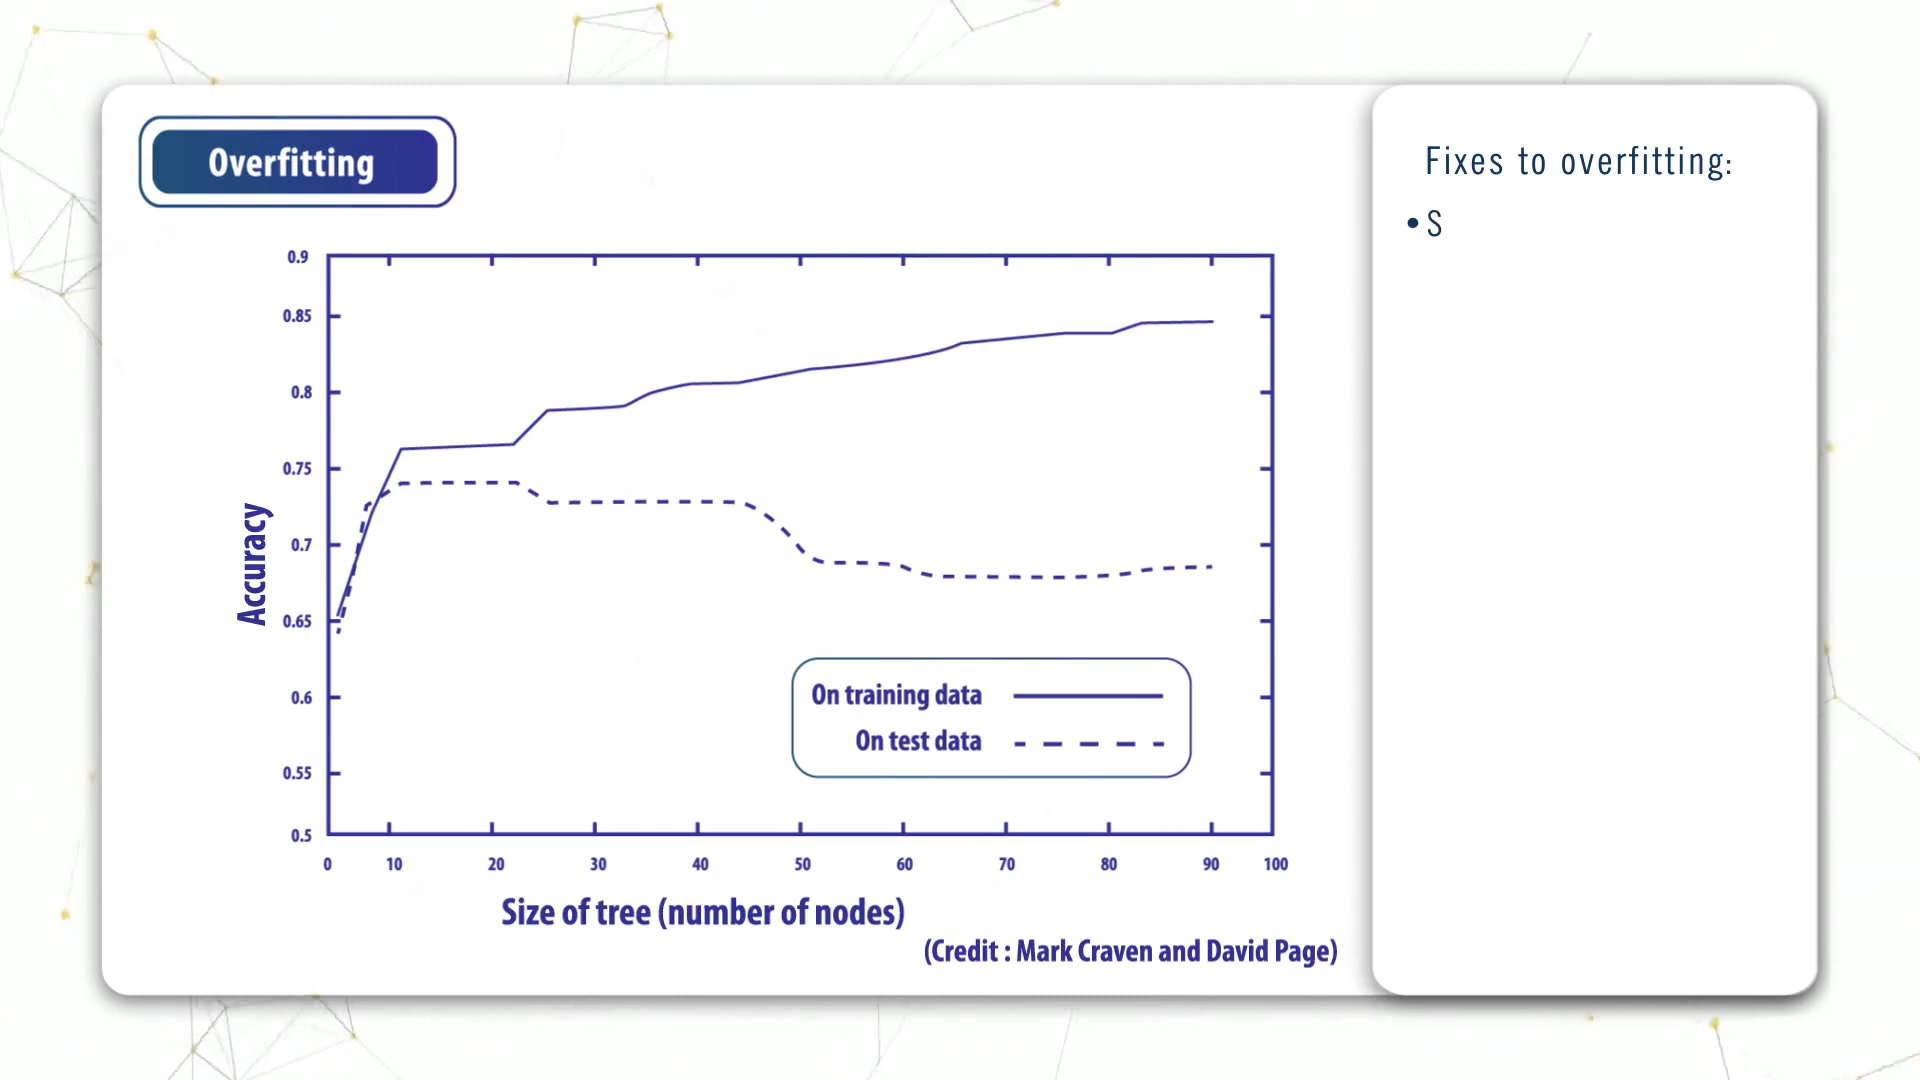 Overfitting
Fixes to overfitting:
•S
0.9
0.85
0.8
0.75
0.7
0.65
0.6
0.55
0.5
Accuracy
On training data
On test data
0 10 20 30 40 50 60 70 80 90 100
Size of tree (number of nodes)
(Credit : Mark Craven and David Page)